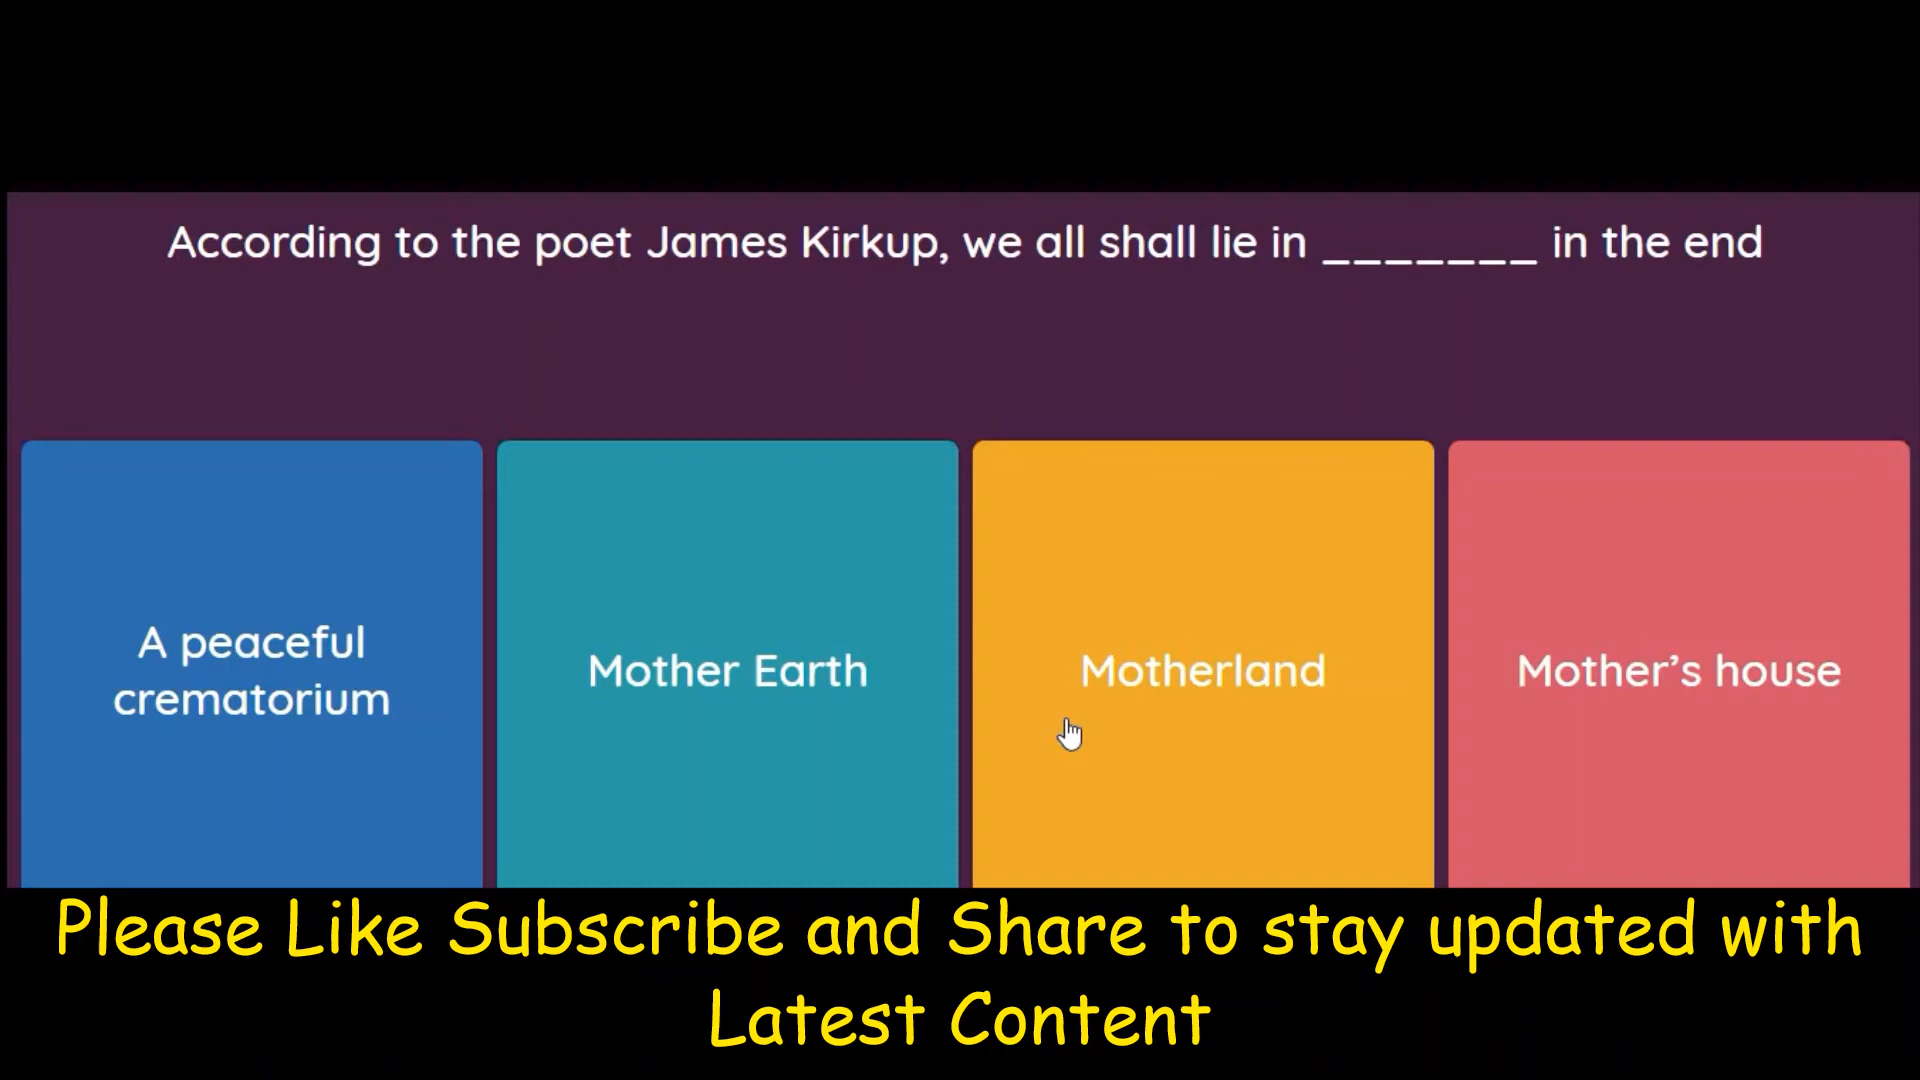 According to the poet James Kirkup, we all shall lie in _______ in the end
A peaceful
crematorium
Mother Earth
Motherland
Mother’s house
Please Like Subscribe and Share to stay updated with
Latest Content